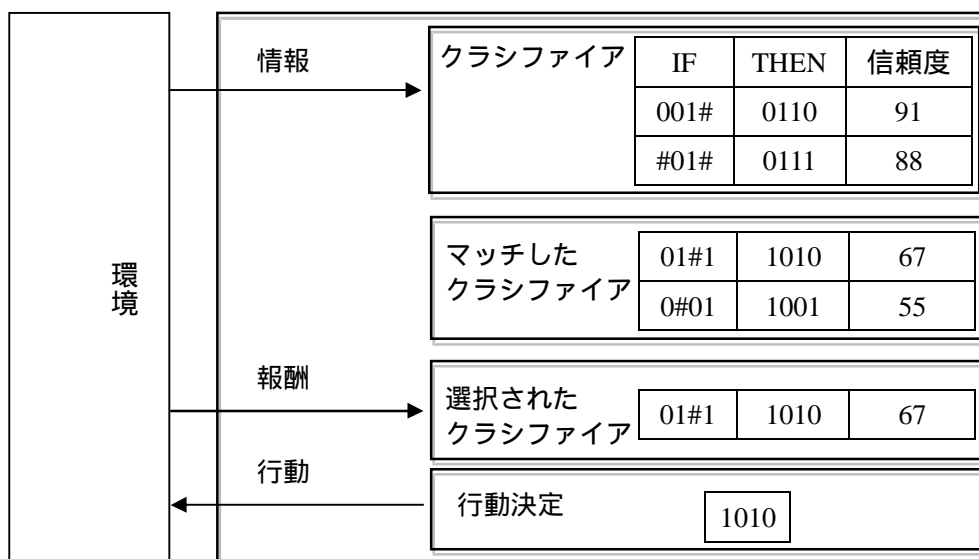 環境
情報
クラシファイア
IF THEN 信頼度
001# 0110 91
#01# 0111 88
マッチした
クラシファイア
01#1 1010 67
0#01 1001 55
報酬
選択された
クラシファイア
01#1 1010 67
行動
行動決定
1010